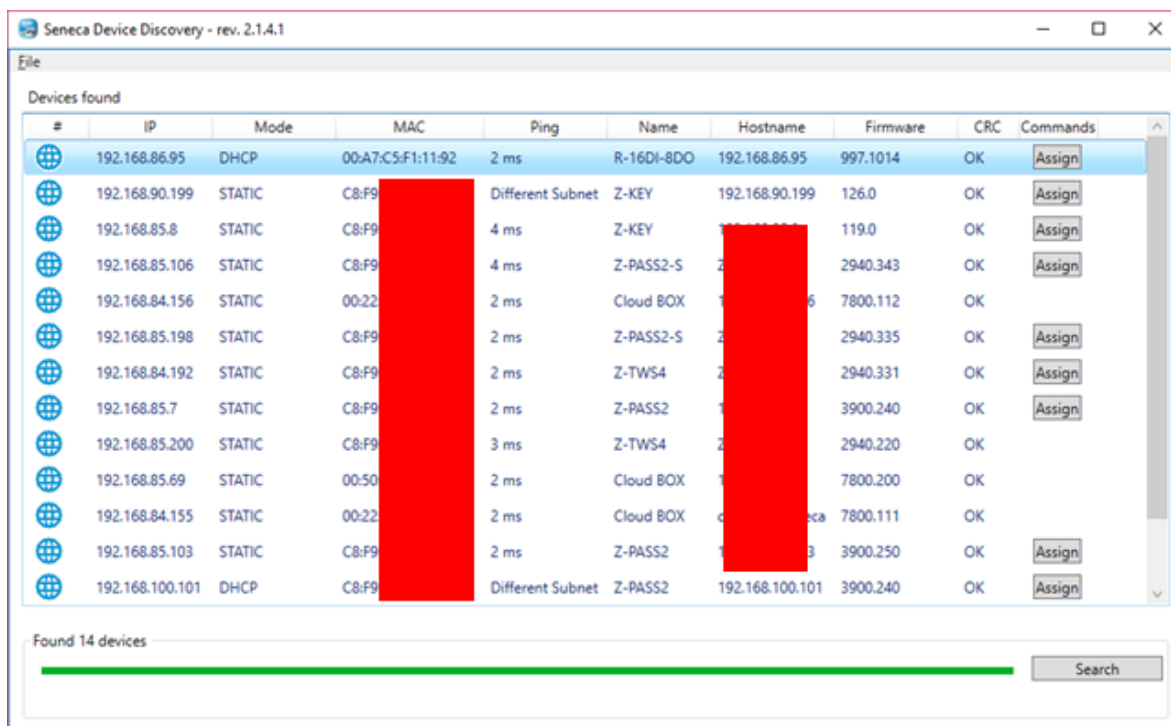 Seneca Device Discovery - rev. 2.1.4.1
File
Devices found
# IP Mode MAC Ping Name Hostname Firmware CRC Commands
192.168.86.95 DHCP 00:A7:C5:F1:11:92 2 ms R-16DI-8DO 192.168.86.95 997.1014 OK Assign
192.168.90.199 STATIC C8:F9 Different Subnet Z-KEY 192.168.90.199 126.0 OK Assign
192.168.85.8 STATIC C8:F9 4 ms Z-KEY 119.0 OK Assign
192.168.85.106 STATIC C8:F9 4 ms Z-PASS2-S 2940.343 OK Assign
192.168.84.156 STATIC 00:22: 2 ms Cloud BOX 1 6 7800.112 OK
192.168.85.198 STATIC C8:F9 2 ms Z-PASS2-S 2940.335 OK Assign
192.168.84.192 STATIC C8:F9 2 ms Z-TWS4 2940.331 OK Assign
192.168.85.7 STATIC C8:F9 2 ms Z-PASS2 1 3900.240 OK Assign
192.168.85.200 STATIC C8:F9 3 ms Z-TWS4 2940.220 OK
192.168.85.69 STATIC 00:50 2 ms Cloud BOX 1 7800.200 OK
192.168.84.155 STATIC 00:22: 2 ms Cloud BOX eca 7800.111 OK
192.168.85.103 STATIC C8:F9 2 ms Z-PASS2 1 3 3900.250 OK Assign
192.168.100.101 DHCP C8:F9 Different Subnet Z-PASS2 192.168.100.101 3900.240 OK Assign
Found 14 devices
Search